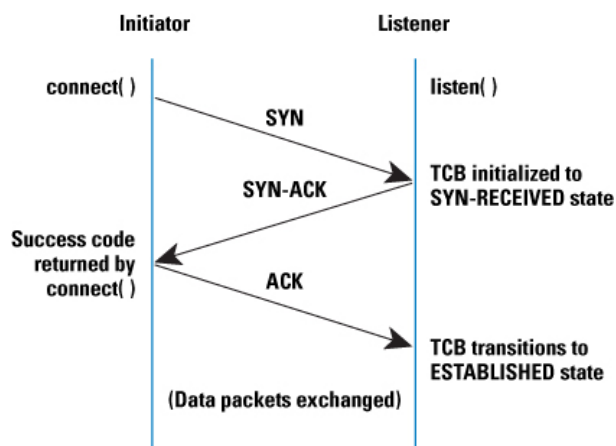 Initiator
Listener
connect( )
listen( )
SYN
TCB initialized to
SYN-RECEIVED state
SYN-ACK
Success code
returned by
connect( )
ACK
TCB transitions to
ESTABLISHED state
(Data packets exchanged)